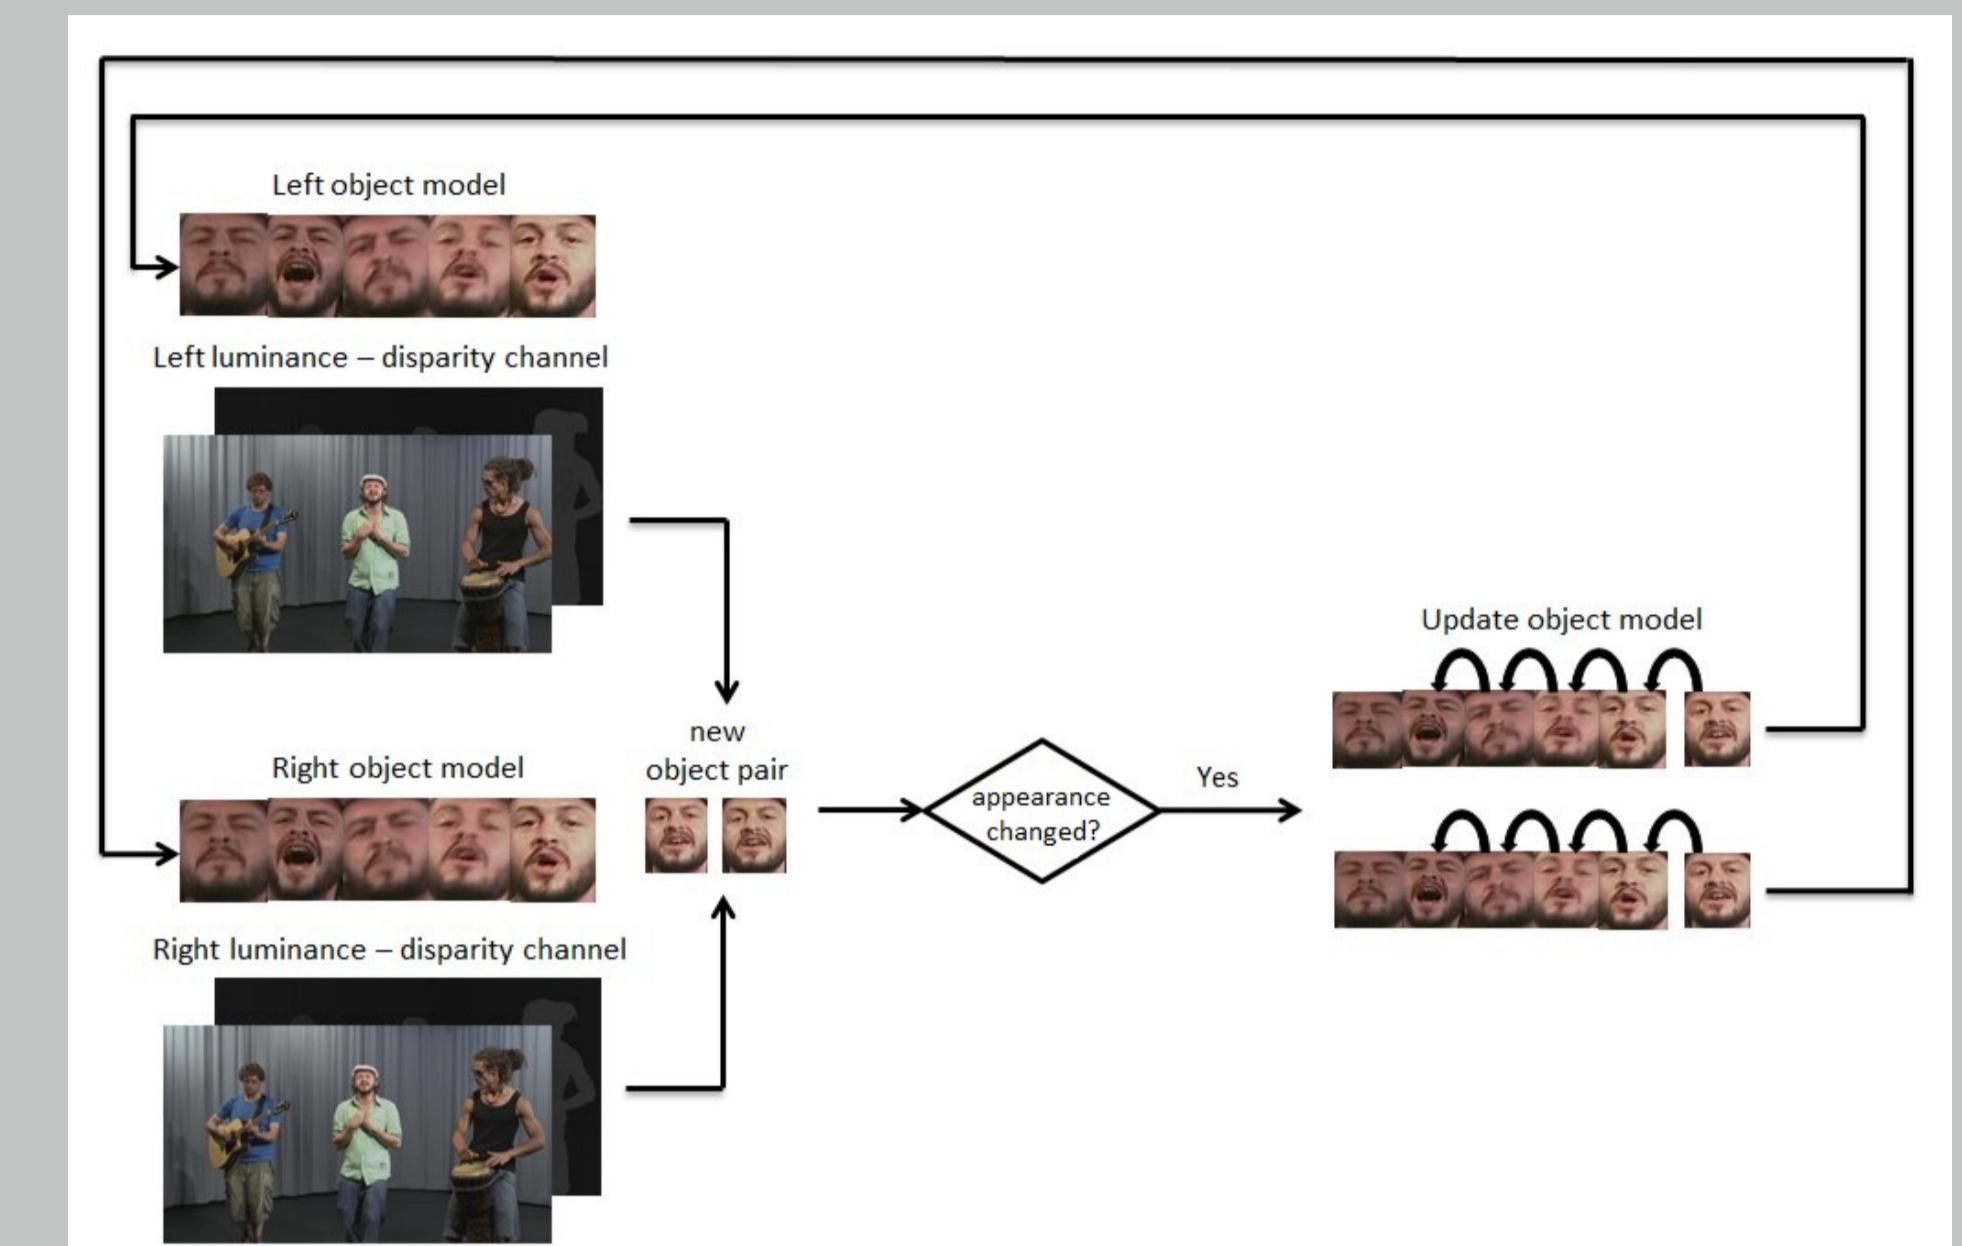 Left object model
Left luminance – disparity channel
Right object model
Right luminance – disparity channel
new
object pair
appearance
changed?
Yes
Update object model